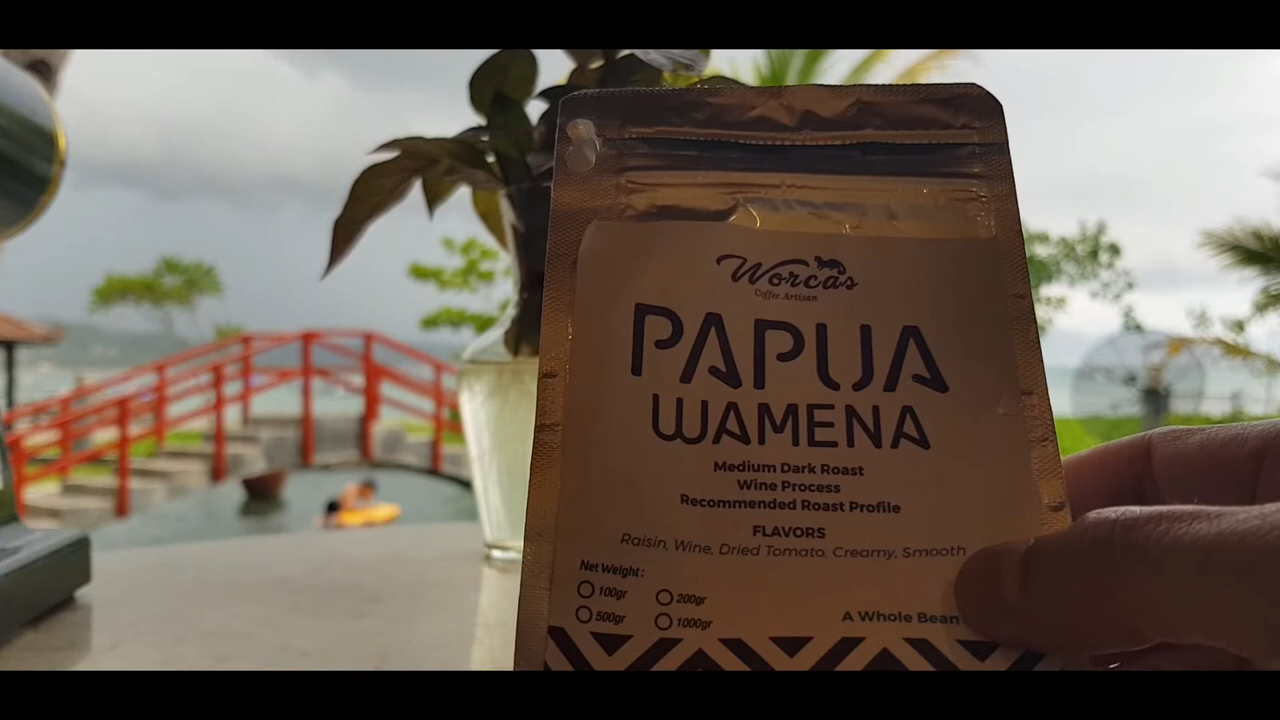 Worcas
Coffee Artisan
PAPUA
WAMENA
Medium Dark Roast
Wine Process
Recommended Roast Profile
FLAVORS
Raisin, Wine, Dried Tomato, Creamy, Smooth
Net Weight:
100gr 200gr
500gr 1000gr
A Whole Bean